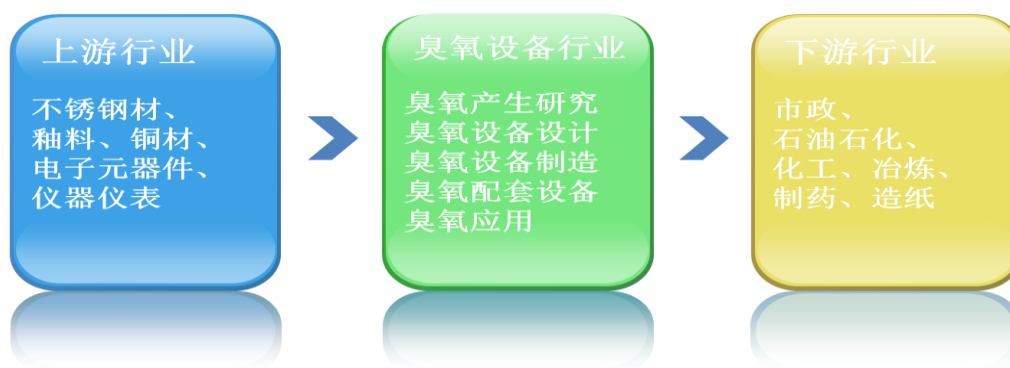 上游行业
不锈钢材、
釉料、铜材、
电子元器件、
仪器仪表
臭氧设备行业
臭氧产生研究
臭氧设备设计
臭氧设备制造
臭氧配套设备
臭氧应用
下游行业
市政、
石油石化、
化工、冶炼、
制药、造纸